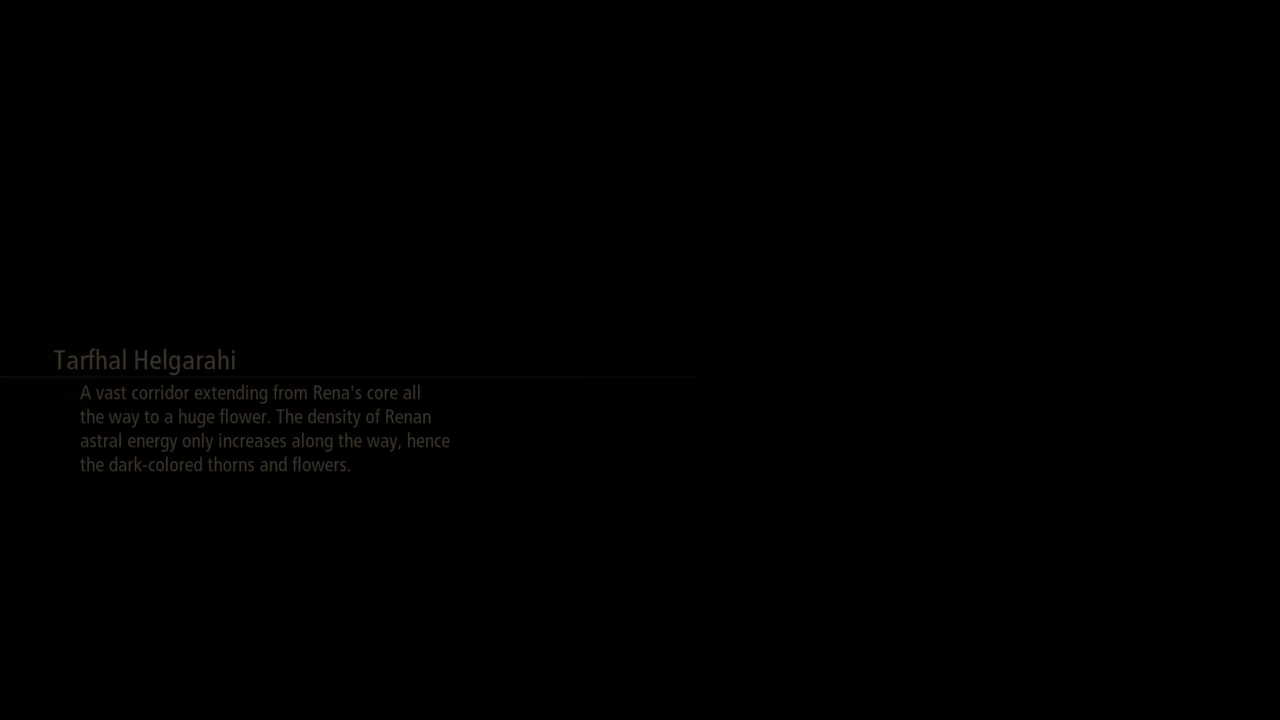 Tarfhal Helgarahi
A vast corridor extending from Rena's core all
the way to a huge flower. The density of Renan
astral energy only increases along the way, hence
the dark-colored thorns and flowers.